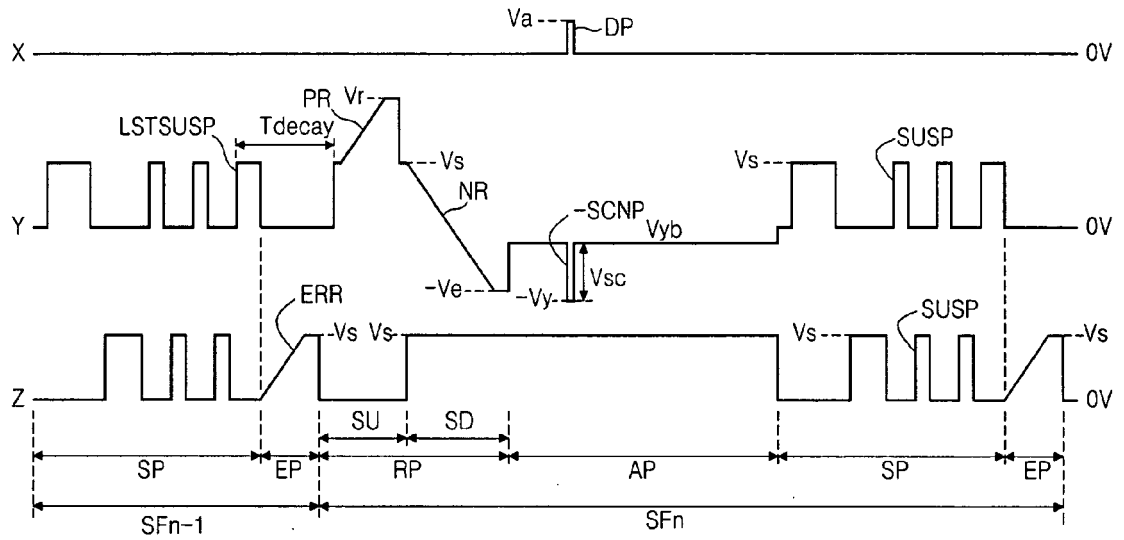 Va DP
X 0V
PR Vr
LSTSUSP Tdecay
Vs Vs SUSP
NR
-SCNP
Y Vyb 0V
Vsc
-Ve -Vy
ERR SUSP
Vs Vs Vs Vs
Z 0V
SU SD
SP EP RP AP SP EP
SFn-1 SFn